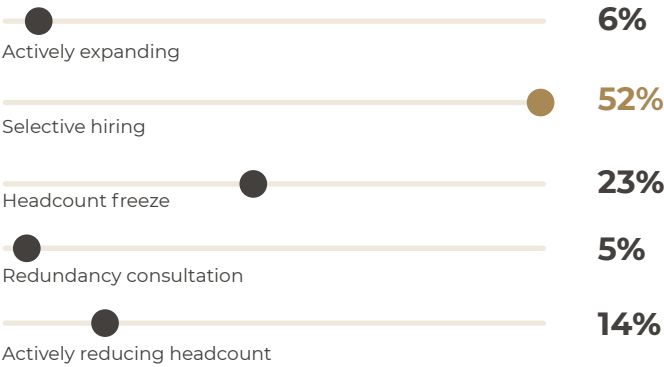 6%
Actively expanding
52%
Selective hiring
23%
Headcount freeze
5%
Redundancy consultation
14%
Actively reducing headcount